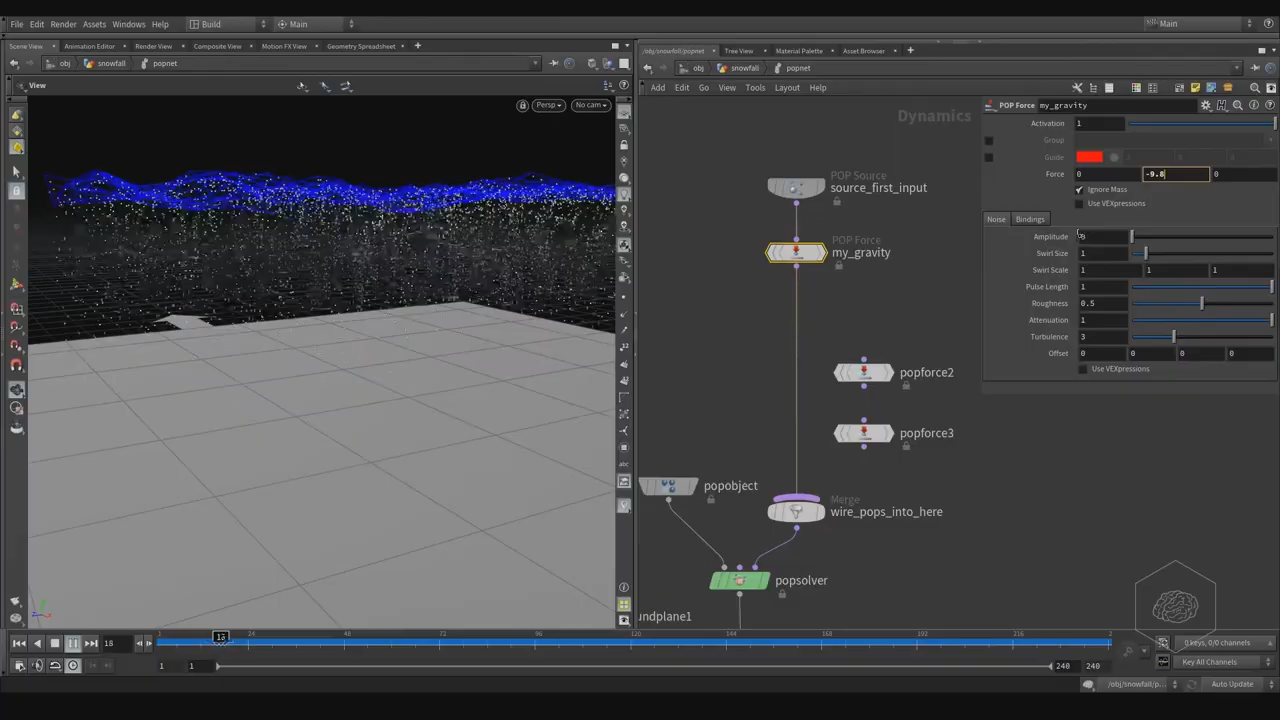 File Edit Render Assets Windows Help Build Main Main
Scene View Animation Editor Render View Composite View Motion FX View Geometry Spreadsheet
/obj/snowfall/popnet Tree View Material Palette Asset Browser
obj snowfall popnet
obj snowfall popnet
View
Add Edit Go View Tools Layout Help
Persp No cam
Dynamics
POP Force my_gravity
Activation 1
Group
Guide
Force 0 -9.8 0
Ignore Mass
Use VEXpressions
Noise Bindings
Amplitude 0
Swirl Size 1
Swirl Scale 1 1 1
Pulse Length 1
Roughness 0.5
Attenuation 1
Turbulence 3
Offset 0 0 0 0
Use VEXpressions
POP Source
source_first_input
POP Force
my_gravity
popforce2
popforce3
popobject
Merge
wire_pops_into_here
popsolver
undplane1
abc
18
1 24 48 72 96 120 144 168 192 216 2
1 1 240 240
0 keys, 0/0 channels
Key All Channels
/obj/snowfall/p... Auto Update